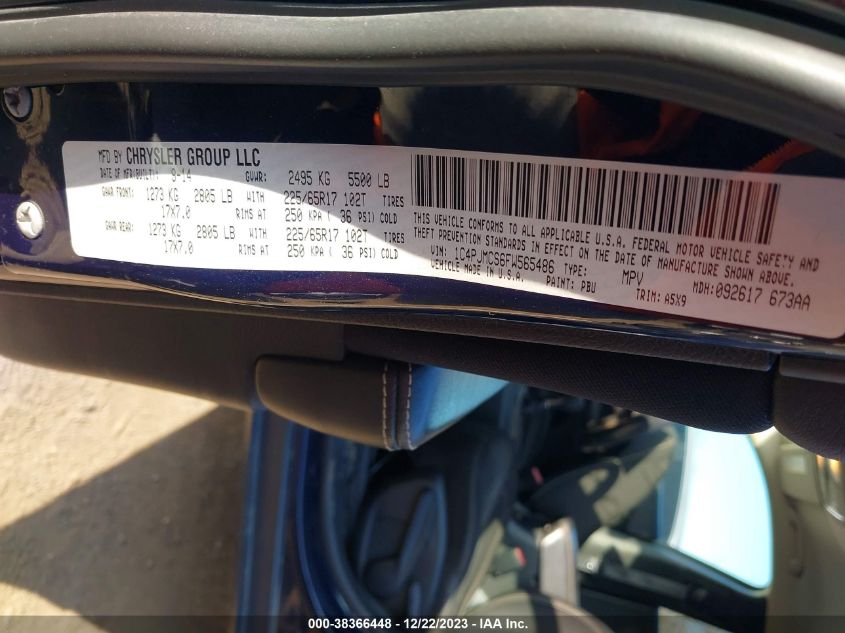 MFD BY CHRYSLER GROUP LLC
DATE OF MFR/BUILT: 9-14 GVWR: 2495 KG 5500 LB
GAWR FRONT: 1273 KG 2805 LB WITH 225/65R17 102T TIRES
17X7.0 RIMS AT 250 KPA ( 36 PSI) COLD
GAWR REAR: 1273 KG 2805 LB WITH 225/65R17 102T TIRES
17X7.0 RIMS AT 250 KPA ( 36 PSI) COLD
THIS VEHICLE CONFORMS TO ALL APPLICABLE U.S.A. FEDERAL MOTOR VEHICLE SAFETY AND
THEFT PREVENTION STANDARDS IN EFFECT ON THE DATE OF MANUFACTURE SHOWN ABOVE.
VIN: 1C4PJMCS6FW565486 TYPE: MPV MDH:092617 673AA
VEHICLE MADE IN U.S.A. PAINT: PBU TRIM: A5X9
000-38366448 - 12/22/2023 - IAA Inc.